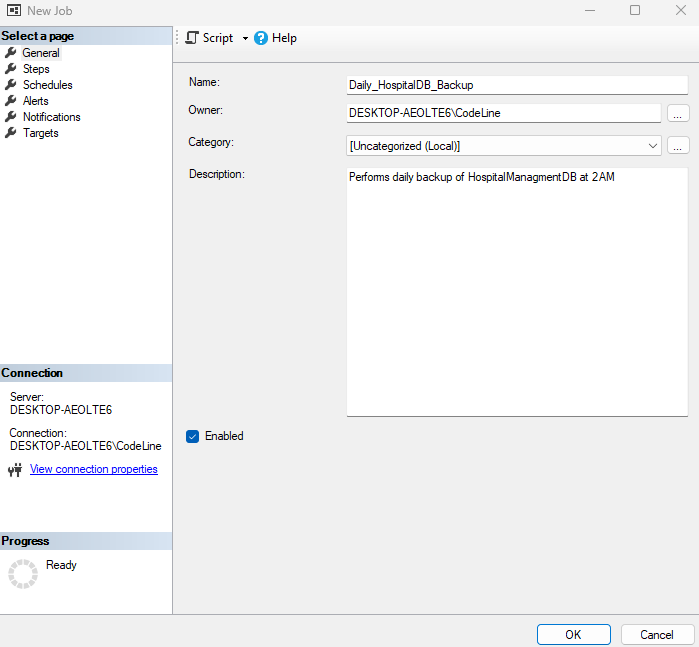 New Job
Select a page
General
Steps
Schedules
Alerts
Notifications
Targets
Script
Help
Name:
Daily_HospitalDB_Backup
Owner:
DESKTOP-AEOLTE6\CodeLine
...
Category:
[Uncategorized (Local)]
...
Description:
Performs daily backup of HospitalManagmentDB at 2 AM
Enabled
Connection
Server:
DESKTOP-AEOLTE6
Connection:
DESKTOP-AEOLTE6\CodeLine
View connection properties
Progress
Ready
OK
Cancel